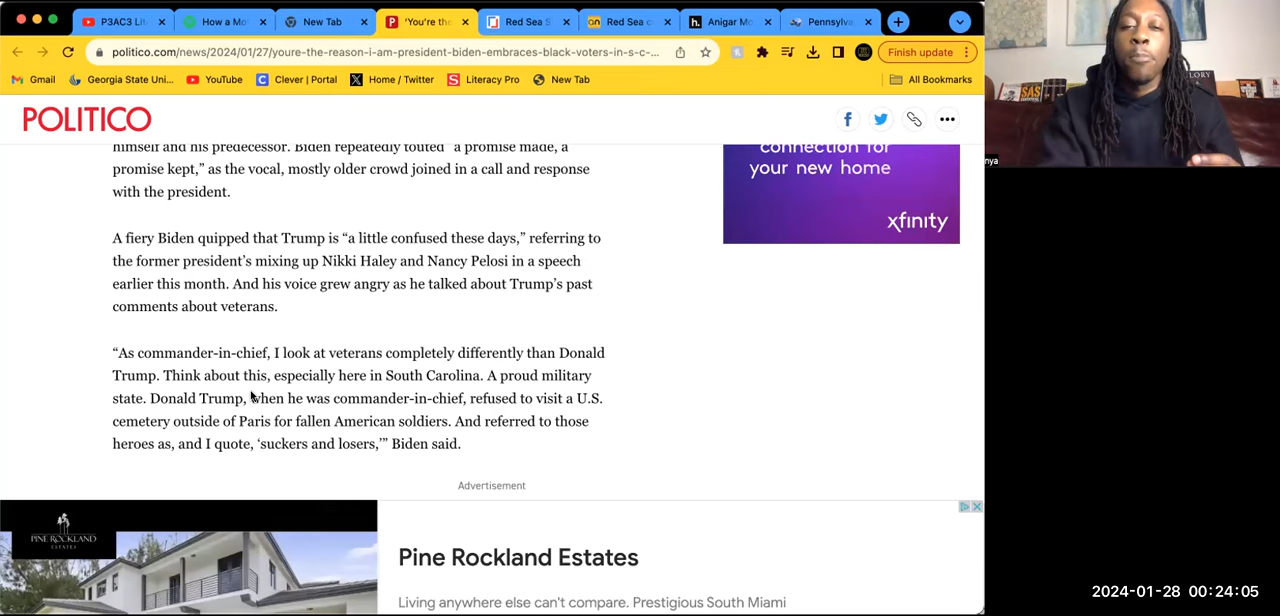 P3AC3 Lit
How a Mo
New Tab
'You're the
Red Sea S
Red Sea c
Anigar Mo
Pennsylva
politico.com/news/2024/01/27/youre-the-reason-i-am-president-biden-embraces-black-voters-in-s-c-...
Finish update
Gmail
Georgia State Uni...
YouTube
Clever | Portal
Home / Twitter
Literacy Pro
New Tab
All Bookmarks
POLITICO
himself and his predecessor. Biden repeatedly touted “a promise made, a
promise kept,” as the vocal, mostly older crowd joined in a call and response
with the president.
A fiery Biden quipped that Trump is “a little confused these days,” referring to
the former president’s mixing up Nikki Haley and Nancy Pelosi in a speech
earlier this month. And his voice grew angry as he talked about Trump’s past
comments about veterans.
“As commander-in-chief, I look at veterans completely differently than Donald
Trump. Think about this, especially here in South Carolina. A proud military
state. Donald Trump, when he was commander-in-chief, refused to visit a U.S.
cemetery outside of Paris for fallen American soldiers. And referred to those
heroes as, and I quote, ‘suckers and losers,’” Biden said.
connection for
your new home
xfinity
Advertisement
PINE ROCKLAND
ESTATES
Pine Rockland Estates
Living anywhere else can't compare. Prestigious South Miami
SAS
LORY
nya
2024-01-28 00:24:05